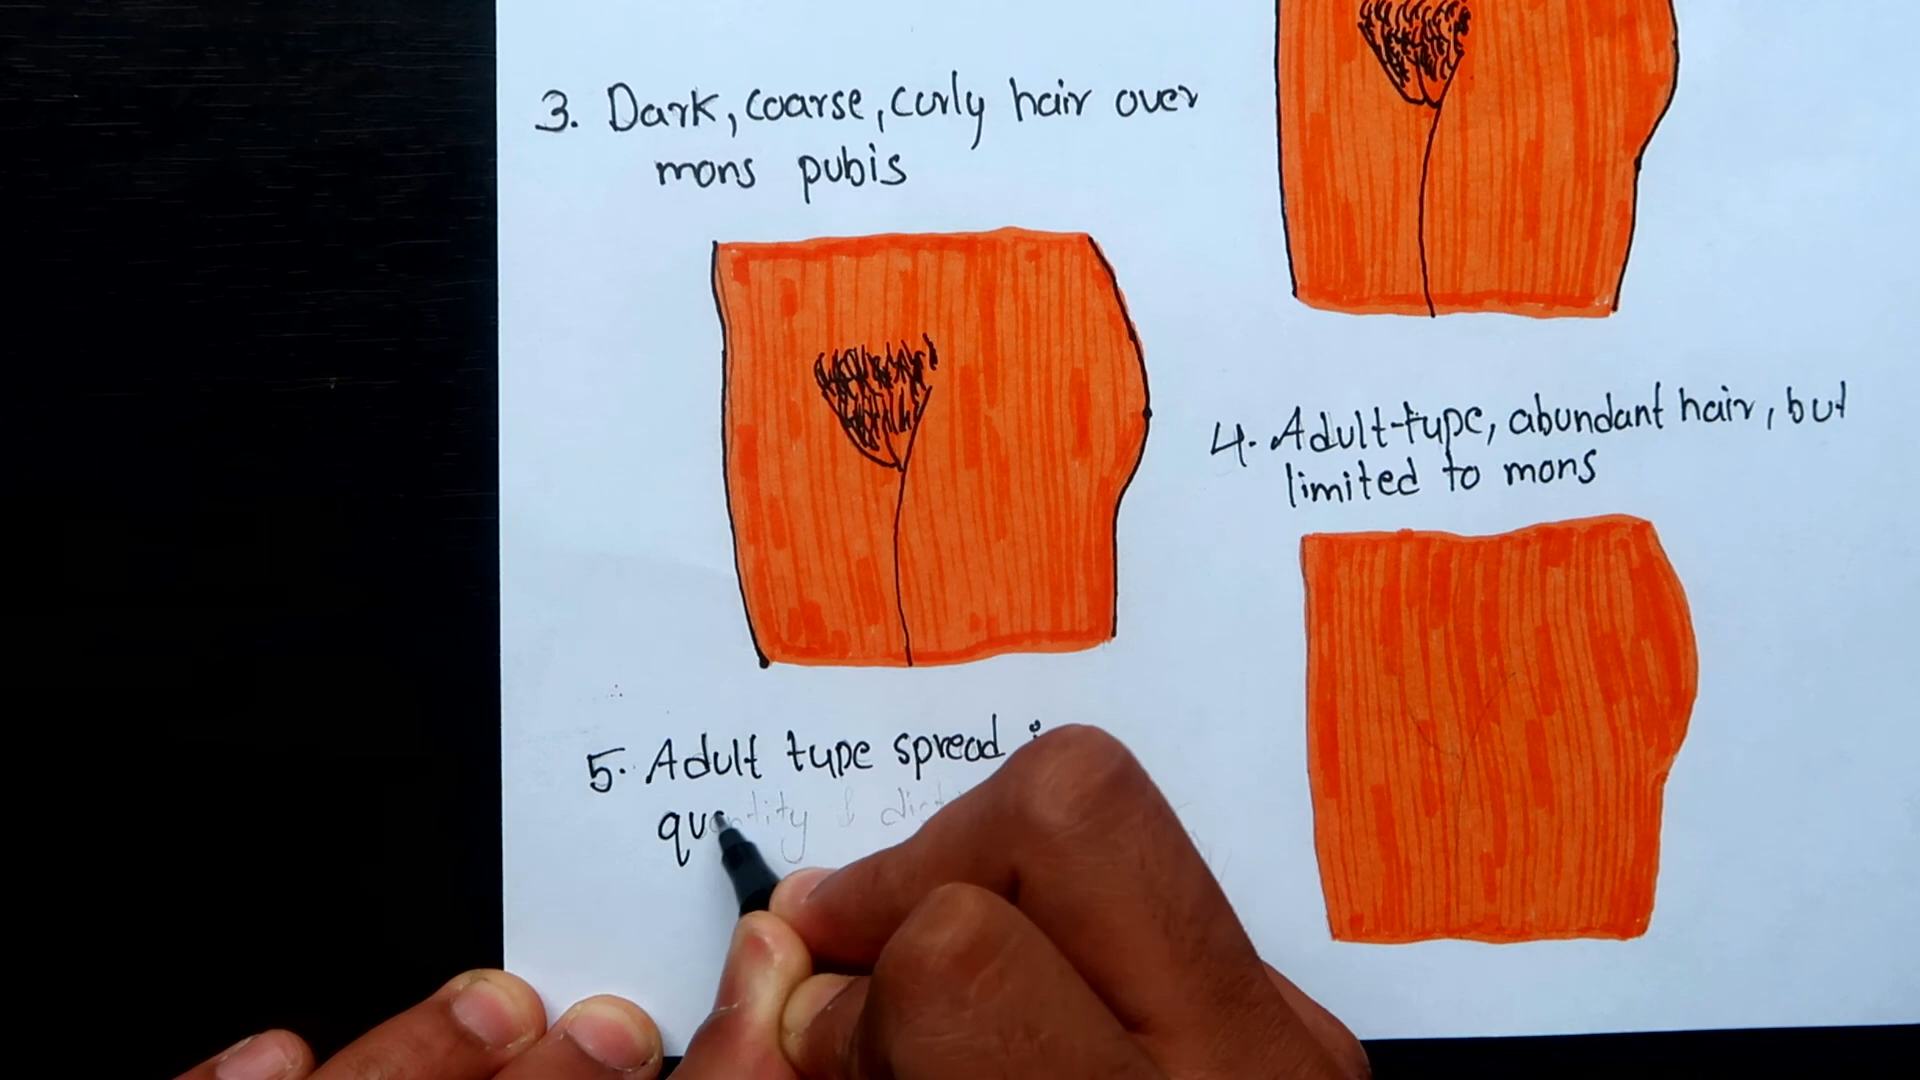 3. Dark, coarse, curly hair over
mons pubis
4. Adult-type, abundant hair, but
limited to mons
5. Adult type spread
quantity &